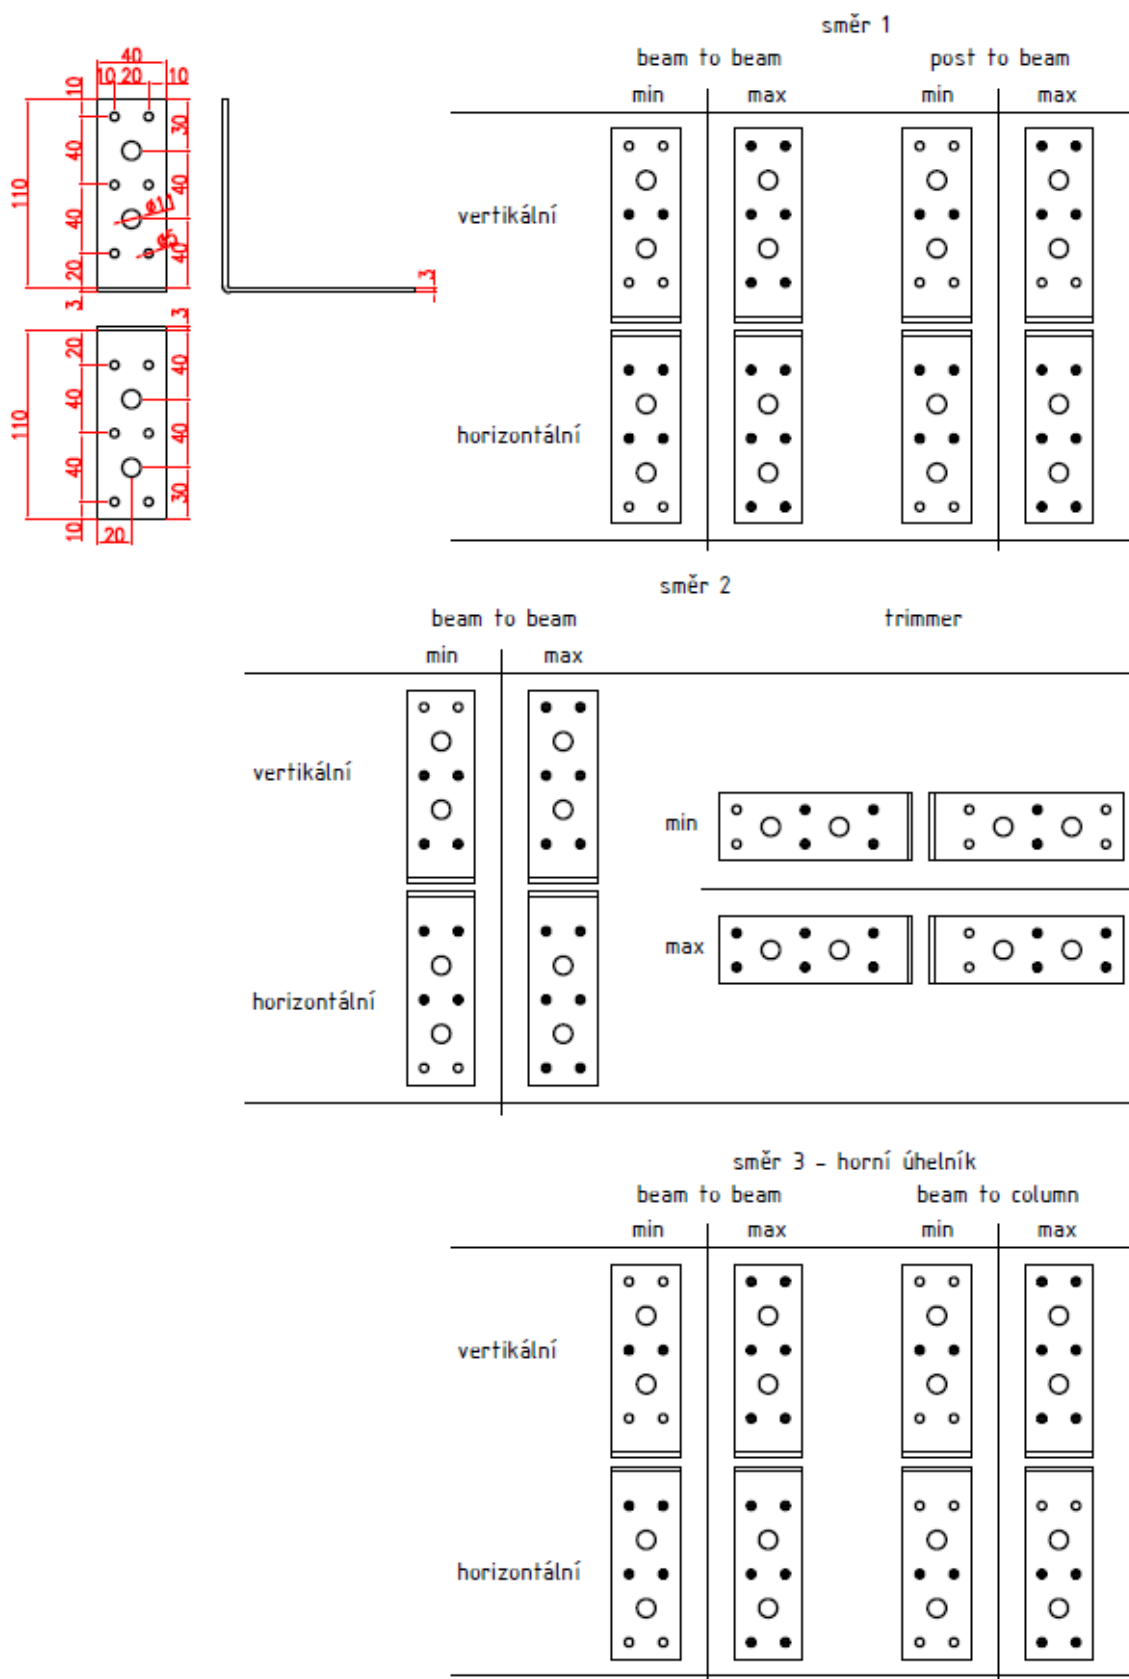 směr 1
beam to beam post to beam
min max min max
vertikální
horizontální
40
10 20 10
10
30
40
40
110
ø11
40
ø5
40
20
3
3
3
20
40
40
110
40
40
30
10
20
směr 2
beam to beam trimmer
min max
vertikální
min
max
horizontální
směr 3 - horní úhelník
beam to beam beam to column
min max min max
vertikální
horizontální